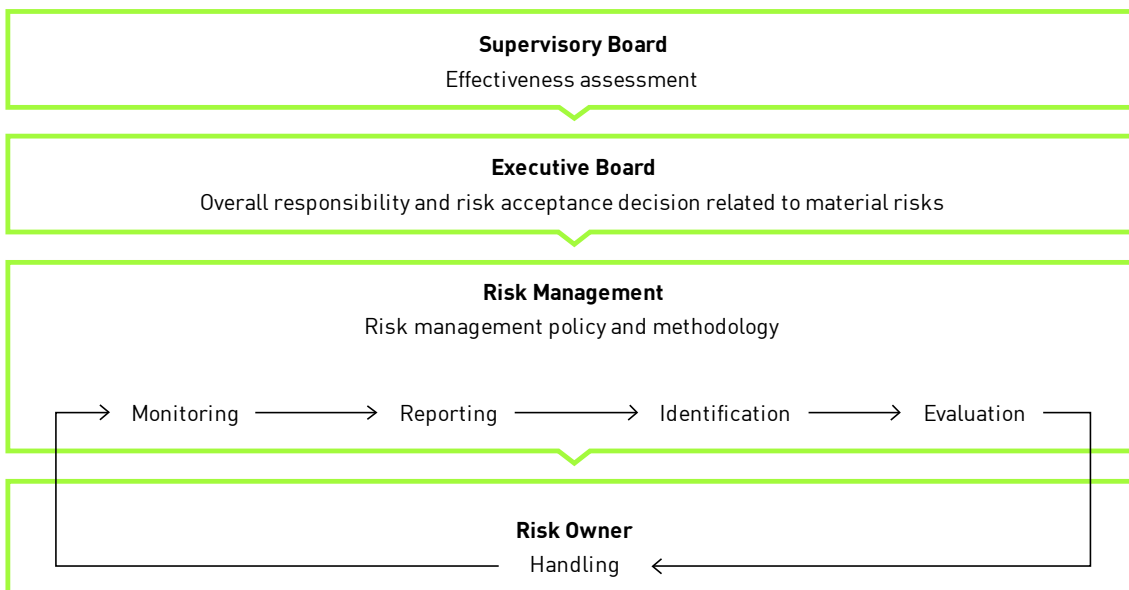 Supervisory Board
Effectiveness assessment
Executive Board
Overall responsibility and risk acceptance decision related to material risks
Risk Management
Risk management policy and methodology
Monitoring Reporting Identification Evaluation
Risk Owner
Handling